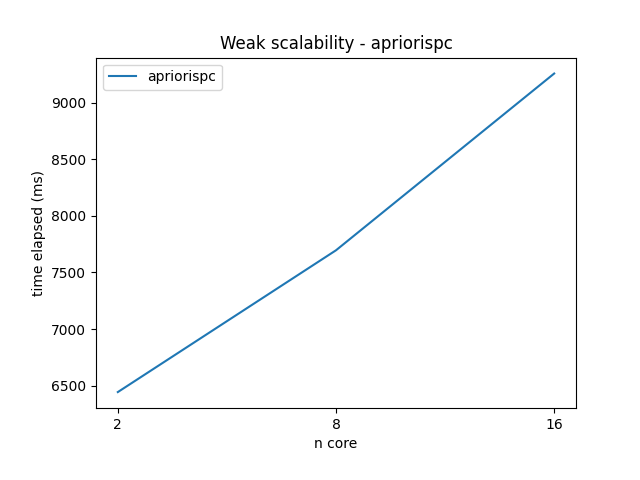 Weak scalability - apriorispc
apriorispc
time elapsed (ms)
9000
8500
8000
7500
7000
6500
2
8
16
n core